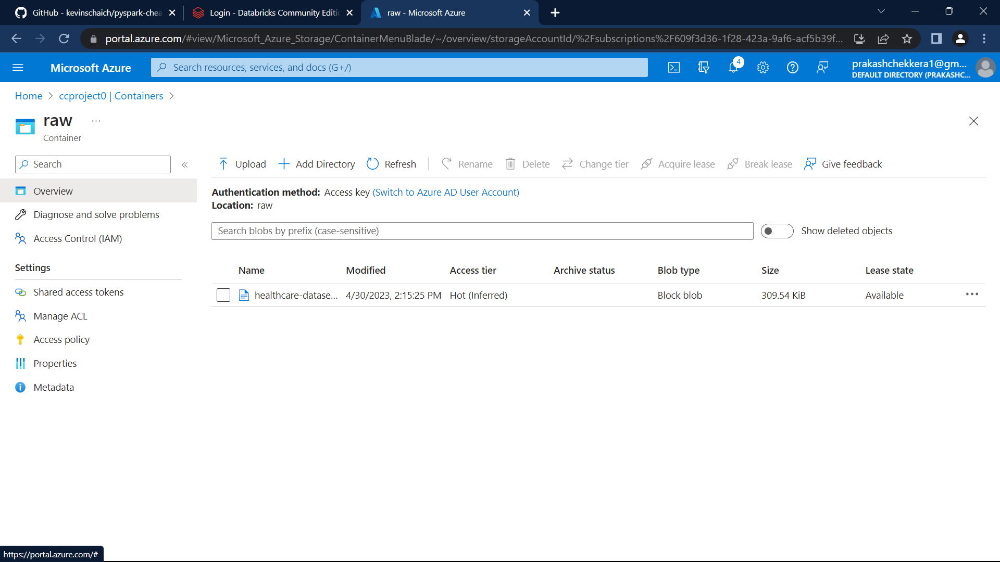 GitHub - kevinschaich/pyspark-chea
Login - Databricks Community Editic
raw - Microsoft Azure
portal.azure.com/#view/Microsoft_Azure_Storage/ContainerMenuBlade/~/overview/storageAccountId/%2Fsubscriptions%2F609f3d36-1f28-423a-9af6-acf5b39f...
Microsoft Azure
Search resources, services, and docs (G+/)
4
prakashchekkera1@gm...
DEFAULT DIRECTORY (PRAKASHC...
Home > ccproject0 | Containers >
raw ...
Container
Search
«
Upload
Add Directory
Refresh
Rename
Delete
Change tier
Acquire lease
Break lease
Give feedback
Overview
Diagnose and solve problems
Access Control (IAM)
Settings
Shared access tokens
Manage ACL
Access policy
Properties
Metadata
Authentication method: Access key (Switch to Azure AD User Account)
Location: raw
Search blobs by prefix (case-sensitive)
Show deleted objects
Name Modified Access tier Archive status Blob type Size Lease state
healthcare-datase... 4/30/2023, 2:15:25 PM Hot (Inferred) Block blob 309.54 KiB Available ...
https://portal.azure.com/#